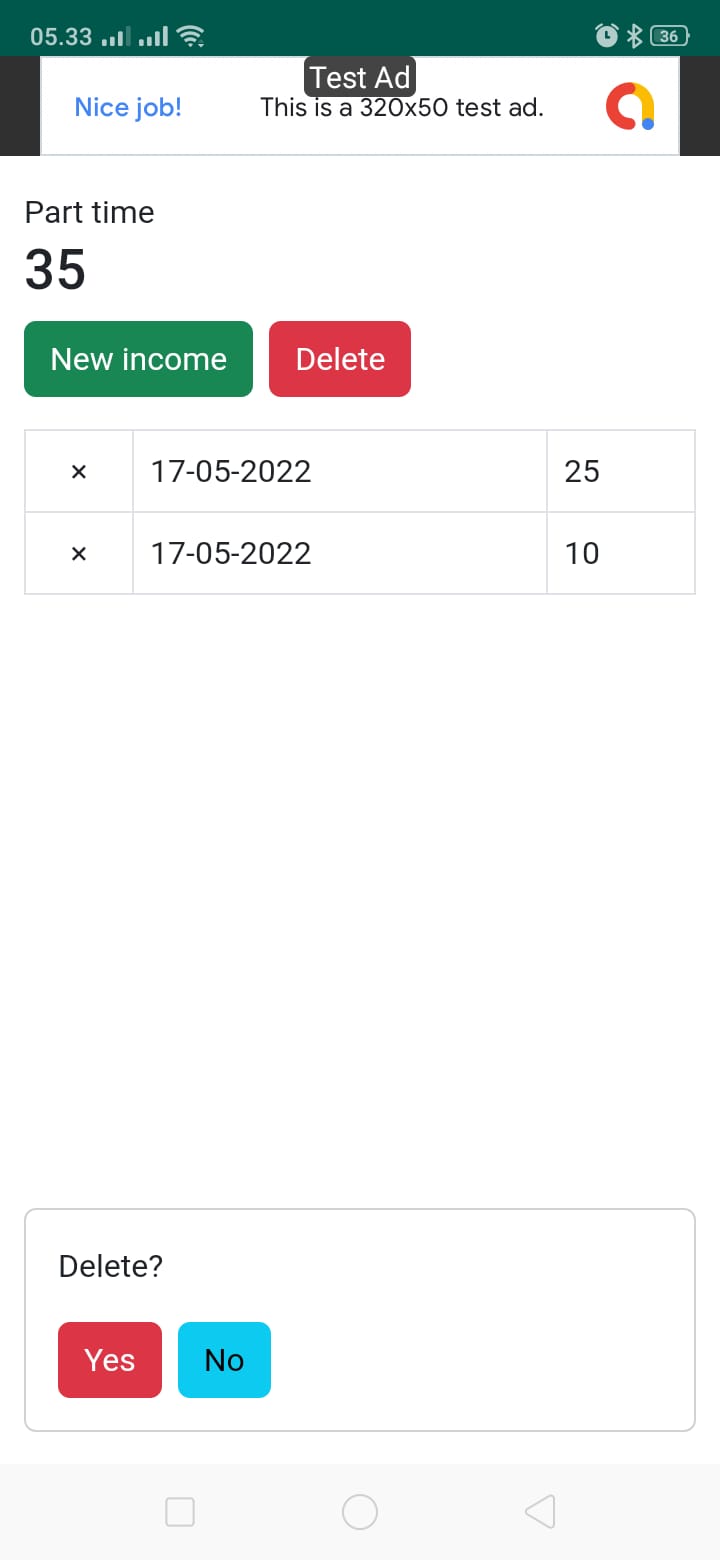 05.33
36
Test Ad
Nice job! This is a 320x50 test ad.
Part time
35
New income Delete
× 17-05-2022 25
× 17-05-2022 10
Delete?
Yes No